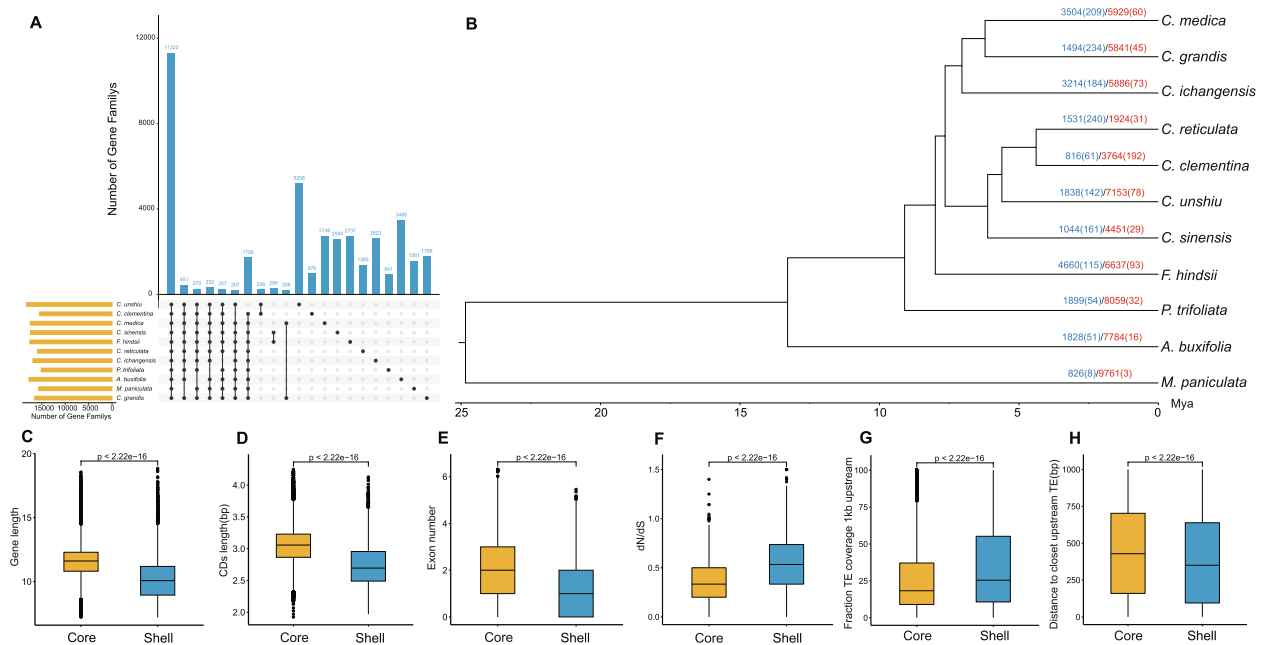 A
Number of Gene Familys
12000
8000
4000
0
11322
451
270
332
257
207
1726
226
288
208
5205
975
2746
2594
2737
1385
2623
941
3486
1581
1785
C. unshiu
C. clementina
C. medica
C. sinensis
F. hindsii
C. reticulata
C. ichangensis
P. trifoliata
A. buxifolia
M. paniculata
C. grandis
15000 10000 5000 0
Number of Gene Familys
B
3504(209)/5929(60)
C. medica
1494(234)/5841(45)
C. grandis
3214(184)/5886(73)
C. ichangensis
1531(240)/1924(31)
C. reticulata
816(61)/3764(192)
C. clementina
1838(142)/7153(78)
C. unshiu
1044(161)/4451(29)
C. sinensis
4660(115)/6637(93)
F. hindsii
1899(54)/8059(32)
P. trifoliata
1828(51)/7784(16)
A. buxifolia
826(8)/9761(3)
M. paniculata
25 20 15 10 5 0
Mya
C
p < 2.22e−16
Gene length
20
15
10
Core Shell
D
p < 2.22e−16
CDs length(bp)
4.0
3.5
3.0
2.5
2.0
Core Shell
E
p < 2.22e−16
Exon number
6
4
2
0
Core Shell
F
p < 2.22e−16
dN/dS
1.5
1.0
0.5
0.0
Core Shell
G
p < 2.22e−16
Fraction TE coverage 1kb upstream
100
75
50
25
0
Core Shell
H
p < 2.22e−16
Distance to closet upstream TE(bp)
1000
750
500
250
0
Core Shell